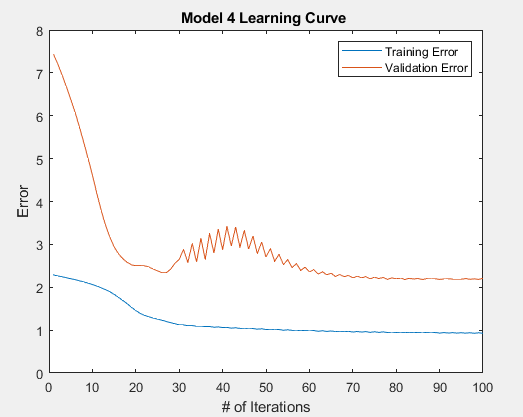 Model 4 Learning Curve
Training Error
Validation Error
8
7
6
5
4
3
2
1
0
Error
0 10 20 30 40 50 60 70 80 90 100
# of Iterations